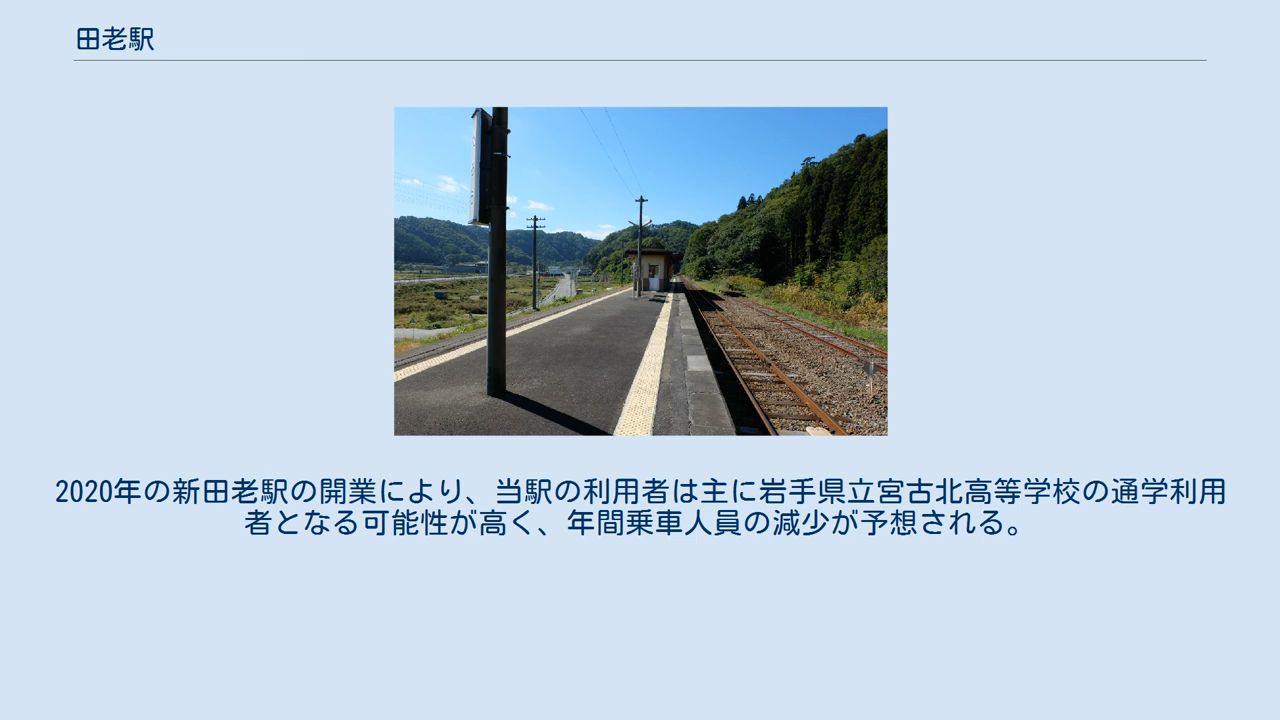 田老駅
2020年の新田老駅の開業により、当駅の利用者は主に岩手県立宮古北高等学校の通学利用
者となる可能性が高く、年間乗車人員の減少が予想される。